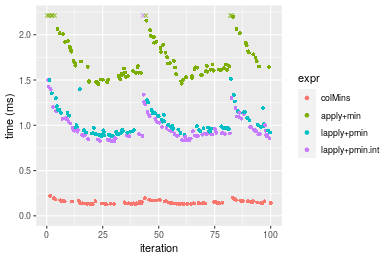 time (ms)
2.0
1.5
1.0
0.5
0.0
0
25
50
75
100
iteration
expr
colMins
apply+min
lapply+pmin
lapply+pmin.int